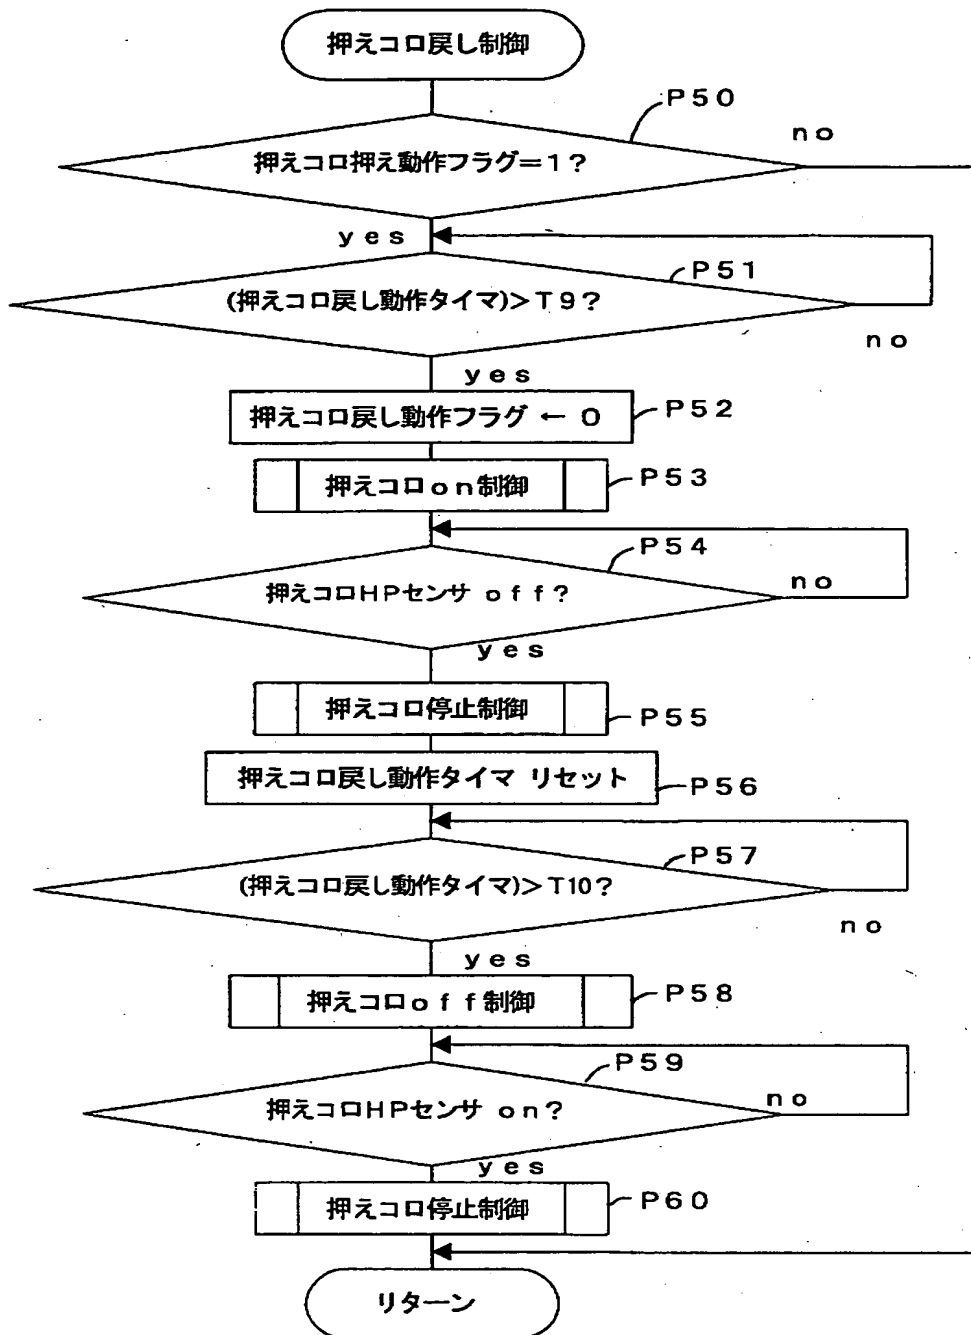 押えコロ戻し制御
P50
no
押えコロ押え動作フラグ=1?
yes
P51
(押えコロ戻し動作タイマ)>T9?
no
yes
押えコロ戻し動作フラグ ← 0
P52
押えコロon制御
P53
P54
押えコロHPセンサ off?
no
yes
押えコロ停止制御
P55
押えコロ戻し動作タイマ リセット
P56
P57
(押えコロ戻し動作タイマ)>T10?
no
yes
押えコロoff制御
P58
P59
押えコロHPセンサ on?
no
yes
押えコロ停止制御
P60
リターン